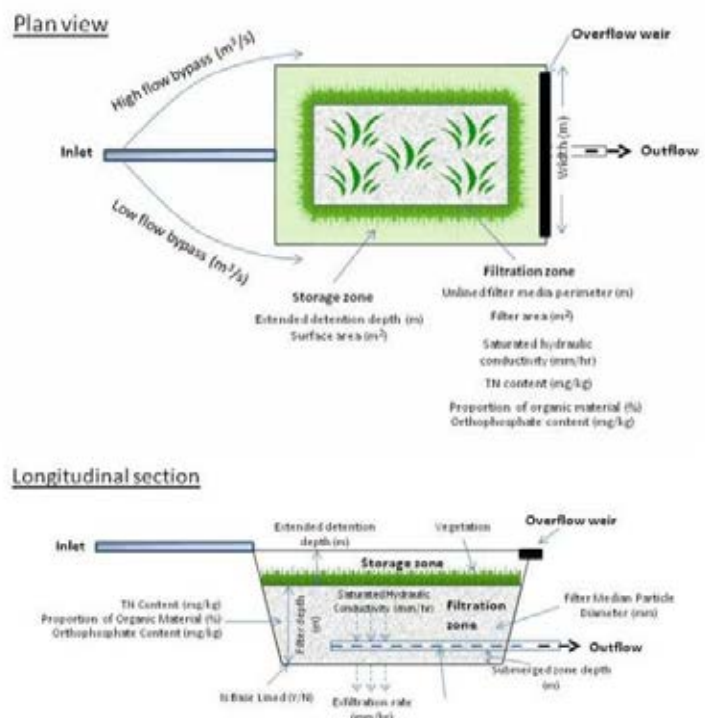 Plan view
High flow bypass (m³/s)
Overflow weir
Inlet
Width (m)
Outflow
Low flow bypass (m³/s)
Storage zone
Extended detention depth (m)
Surface area (m²)
Filtration zone
Unlined filter media perimeter (m)
Filter area (m²)
Saturated hydraulic
conductivity (mm/hr)
TN content (mg/kg)
Proportion of organic material (%)
Orthophosphate content (mg/kg)
Longitudinal section
Inlet
Extended detention
depth (m)
Vegetation
Overflow weir
Storage zone
TN Content (mg/kg)
Proportion of Organic Material (%)
Orthophosphate Content (mg/kg)
Filter depth
(m)
Saturated Hydraulic
Conductivity (mm/hr)
Filtration
zone
Filter Median Particle
Diameter (mm)
Outflow
Submerged zone depth
(m)
Is Base Lined (Y/N)
Exfiltration rate
(mm/hr)